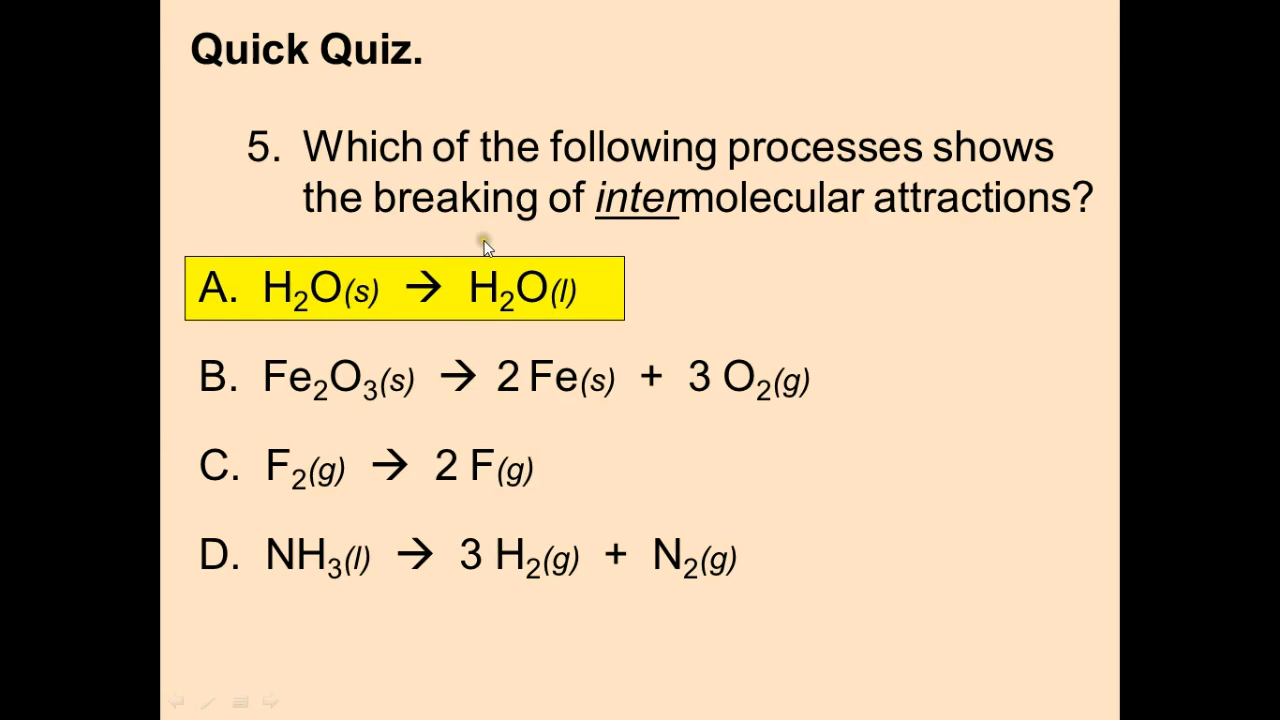 Quick Quiz.
5. Which of the following processes shows
the breaking of intermolecular attractions?
A. H₂O(s) → H₂O(l)
B. Fe₂O₃(s) → 2 Fe(s) + 3 O₂(g)
C. F₂(g) → 2 F(g)
D. NH₃(l) → 3 H₂(g) + N₂(g)